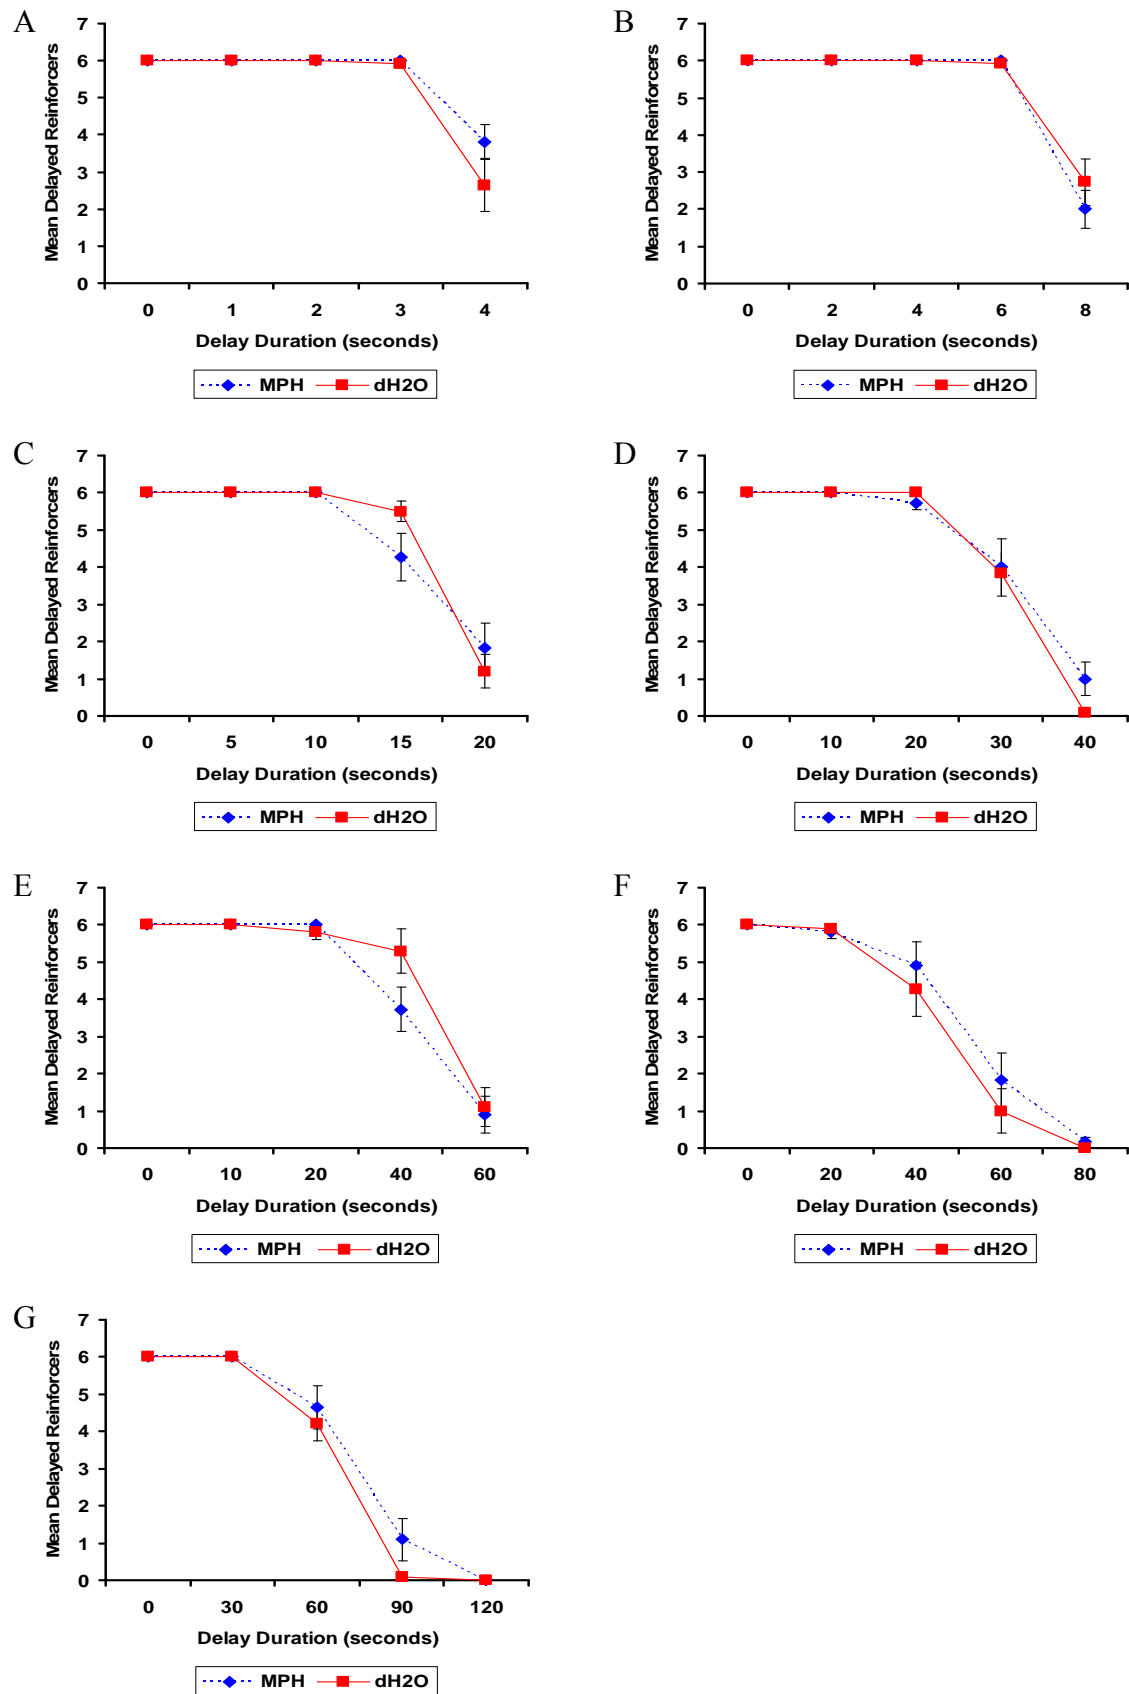 A
Mean Delayed Reinforcers
7
6
5
4
3
2
1
0
0 1 2 3 4
Delay Duration (seconds)
MPH dH2O
B
Mean Delayed Reinforcers
7
6
5
4
3
2
1
0
0 2 4 6 8
Delay Duration (seconds)
MPH dH2O
C
Mean Delayed Reinforcers
7
6
5
4
3
2
1
0
0 5 10 15 20
Delay Duration (seconds)
MPH dH2O
D
Mean Delayed Reinforcers
7
6
5
4
3
2
1
0
0 10 20 30 40
Delay Duration (seconds)
MPH dH2O
E
Mean Delayed Reinforcers
7
6
5
4
3
2
1
0
0 10 20 40 60
Delay Duration (seconds)
MPH dH2O
F
Mean Delayed Reinforcers
7
6
5
4
3
2
1
0
0 20 40 60 80
Delay Duration (seconds)
MPH dH2O
G
Mean Delayed Reinforcers
7
6
5
4
3
2
1
0
0 30 60 90 120
Delay Duration (seconds)
MPH dH2O